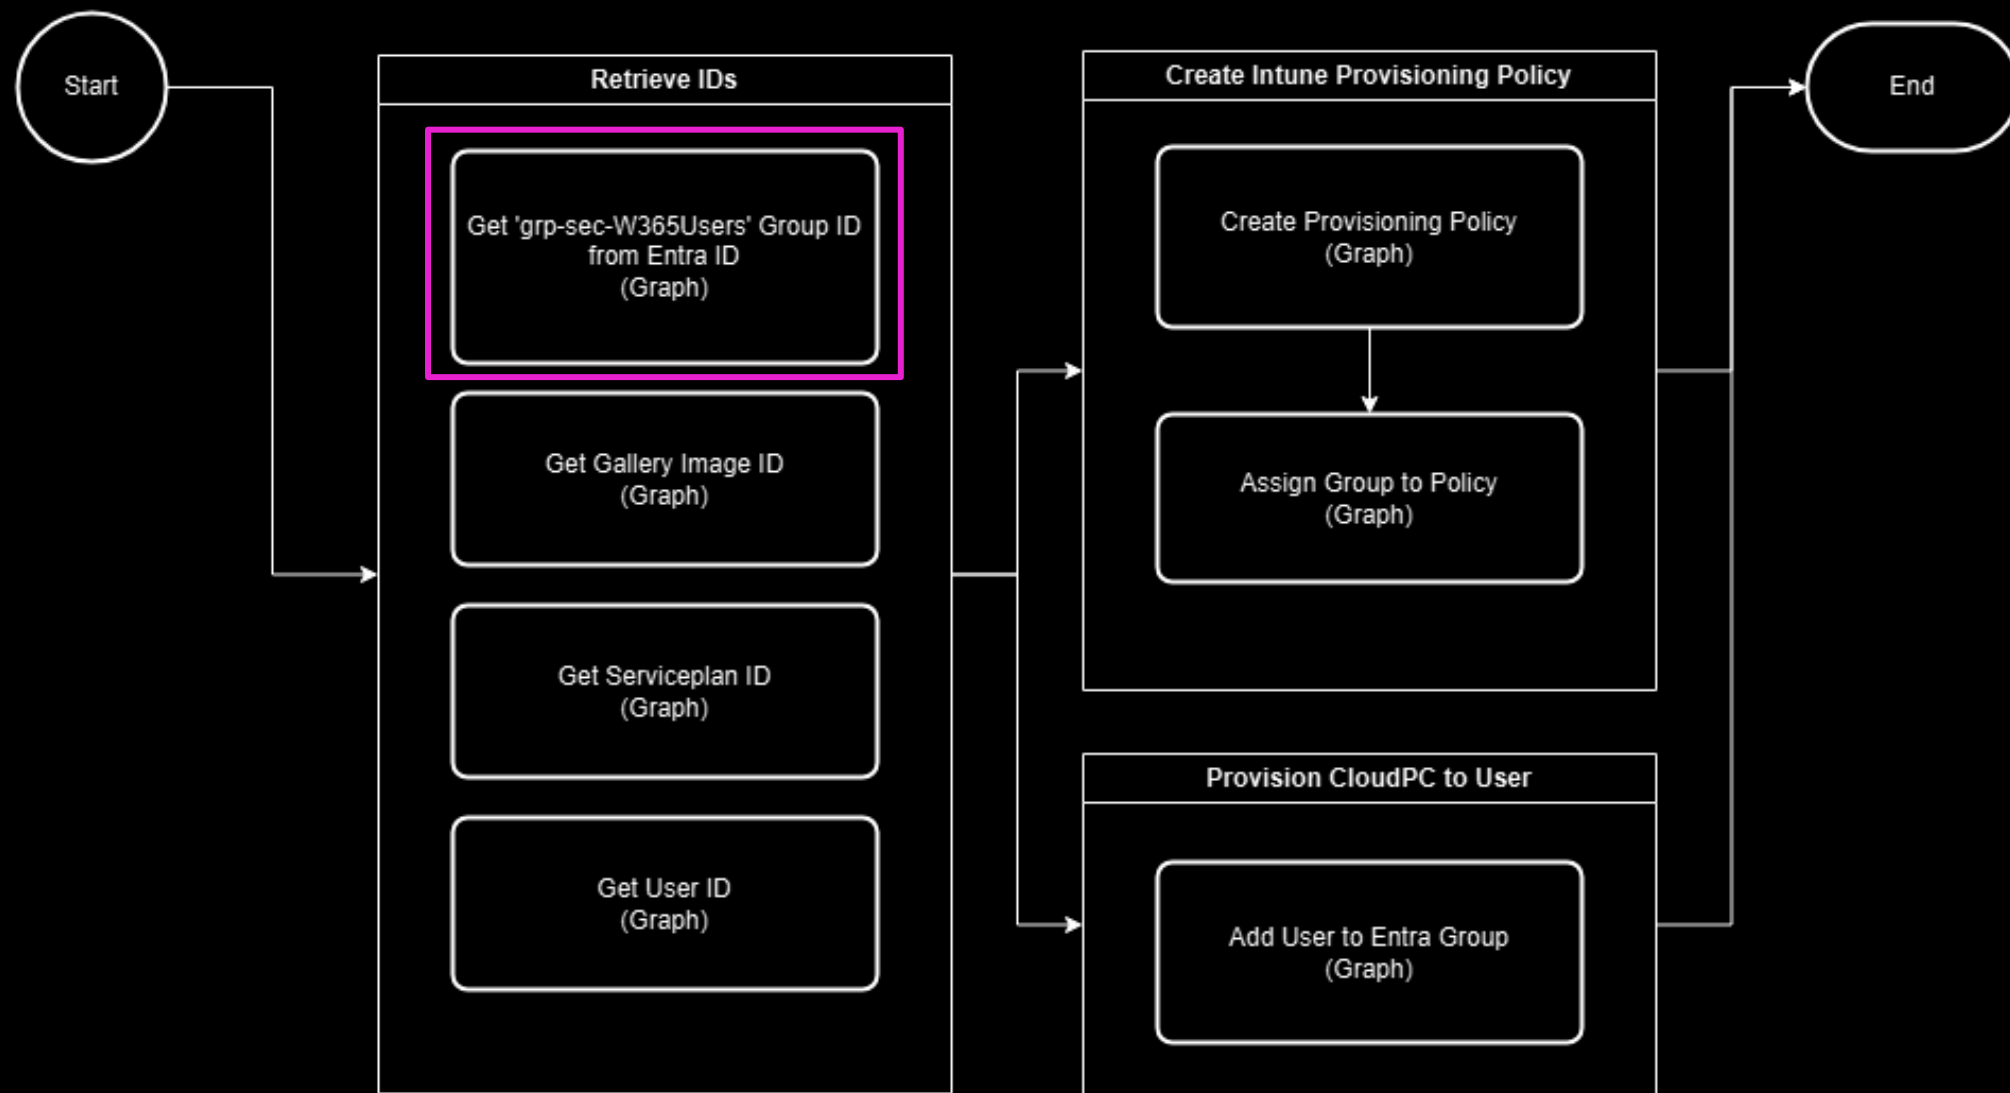 Start
Retrieve IDs
Get 'grp-sec-W365Users' Group ID
from Entra ID
(Graph)
Get Gallery Image ID
(Graph)
Get Serviceplan ID
(Graph)
Get User ID
(Graph)
Create Intune Provisioning Policy
Create Provisioning Policy
(Graph)
Assign Group to Policy
(Graph)
Provision CloudPC to User
Add User to Entra Group
(Graph)
End